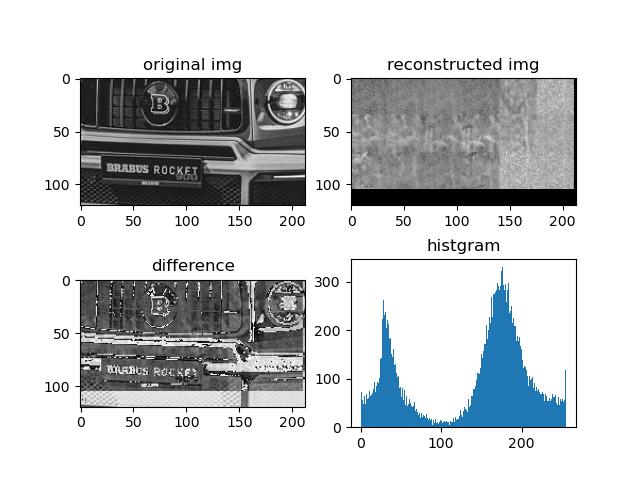 original img
reconstructed img
0
50
100
0 50 100 150 200
0
50
100
0 50 100 150 200
B
BRABUS ROCKET
900
BRABUS
difference
histgram
0
50
100
0 50 100 150 200
B
BRABUS ROCKET
300
200
100
0
0 100 200